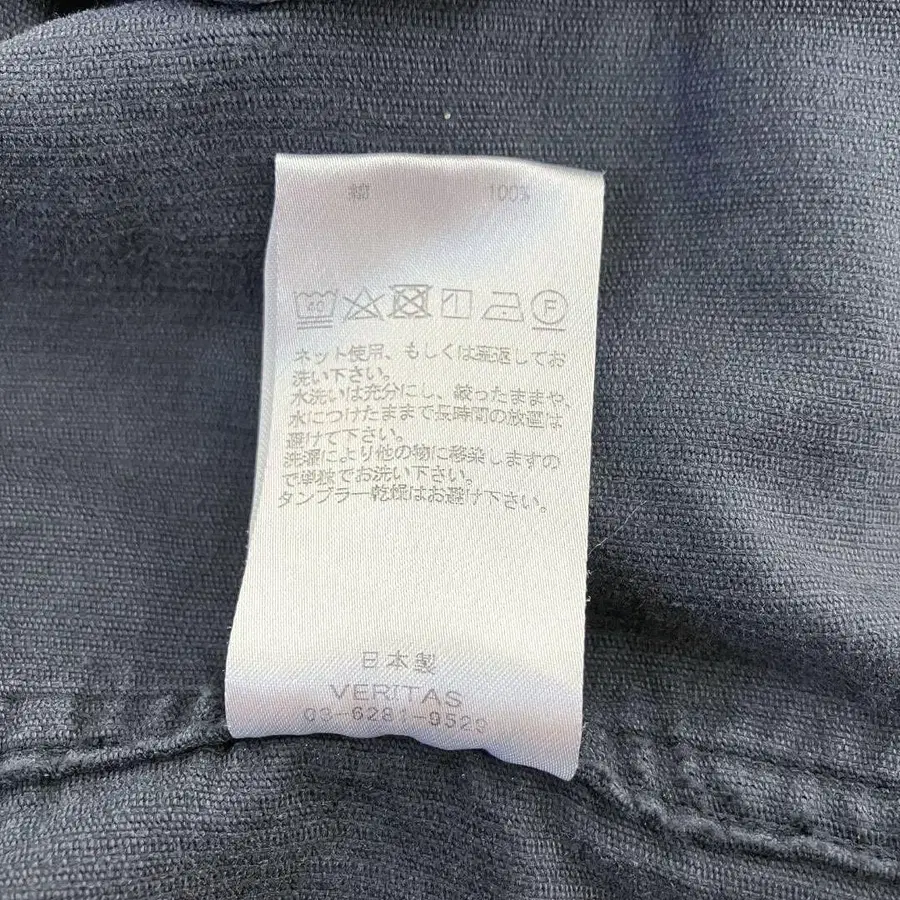 綿 100%
40 F
ネット使用、もしくは裏返してお
洗い下さい。
水洗いは充分にし、絞ったままや、
水につけたままで長時間の放置は
避けて下さい。
洗濯により他の物に移染しますの
で単独でお洗い下さい。
タンブラー乾燥はお避け下さい。
日本製
VERITAS
03-6281-9529